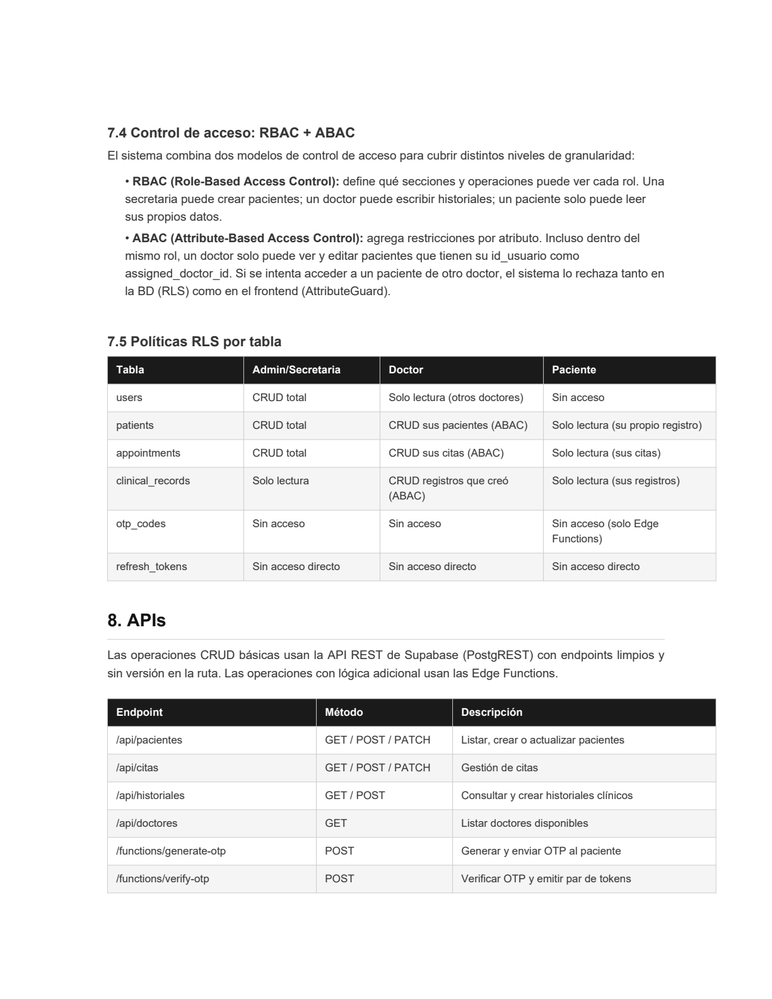 7.4 Control de acceso: RBAC + ABAC
El sistema combina dos modelos de control de acceso para cubrir distintos niveles de granularidad:
• RBAC (Role-Based Access Control): define qué secciones y operaciones puede ver cada rol. Una
secretaria puede crear pacientes; un doctor puede escribir historiales; un paciente solo puede leer
sus propios datos.
• ABAC (Attribute-Based Access Control): agrega restricciones por atributo. Incluso dentro del
mismo rol, un doctor solo puede ver y editar pacientes que tienen su id_usuario como
assigned_doctor_id. Si se intenta acceder a un paciente de otro doctor, el sistema lo rechaza tanto en
la BD (RLS) como en el frontend (AttributeGuard).
7.5 Políticas RLS por tabla
Tabla Admin/Secretaria Doctor Paciente
users CRUD total Solo lectura (otros doctores) Sin acceso
patients CRUD total CRUD sus pacientes (ABAC) Solo lectura (su propio registro)
appointments CRUD total CRUD sus citas (ABAC) Solo lectura (sus citas)
clinical_records Solo lectura CRUD registros que creó Solo lectura (sus registros)
(ABAC)
otp_codes Sin acceso Sin acceso Sin acceso (solo Edge
Functions)
refresh_tokens Sin acceso directo Sin acceso directo Sin acceso directo
8. APIs
Las operaciones CRUD básicas usan la API REST de Supabase (PostgREST) con endpoints limpios y
sin versión en la ruta. Las operaciones con lógica adicional usan las Edge Functions.
Endpoint Método Descripción
/api/pacientes GET / POST / PATCH Listar, crear o actualizar pacientes
/api/citas GET / POST / PATCH Gestión de citas
/api/historiales GET / POST Consultar y crear historiales clínicos
/api/doctores GET Listar doctores disponibles
/functions/generate-otp POST Generar y enviar OTP al paciente
/functions/verify-otp POST Verificar OTP y emitir par de tokens